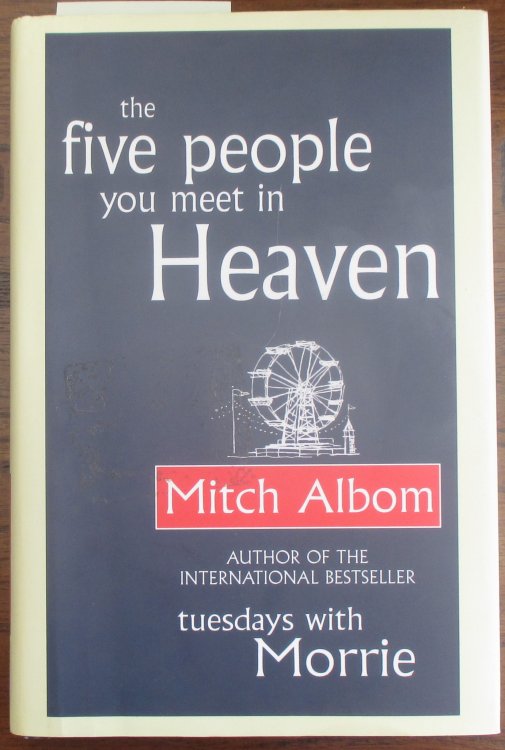 the
five people
you meet in
Heaven
Mitch Albom
AUTHOR OF THE
INTERNATIONAL BESTSELLER
tuesdays with
Morrie